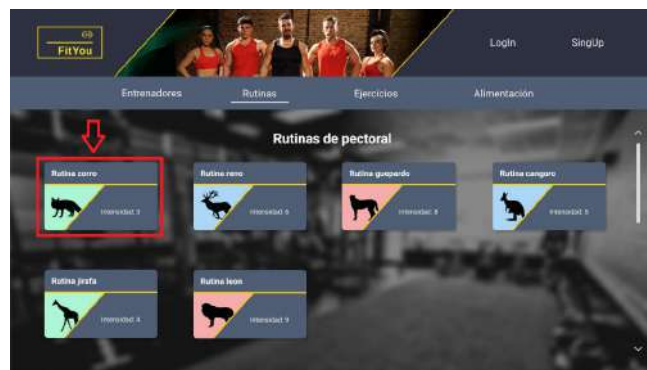 FitYou
LogIn
SingUp
Entrenadores
Rutinas
Ejercicios
Alimentación
Rutinas de pectoral
Rutina zorro
Rutina reno
Rutina guepardo
Rutina canguro
Intensidad: 3
Intensidad: 6
Intensidad: 8
Intensidad: 5
Rutina jirafa
Rutina leon
Intensidad: 4
Intensidad: 9